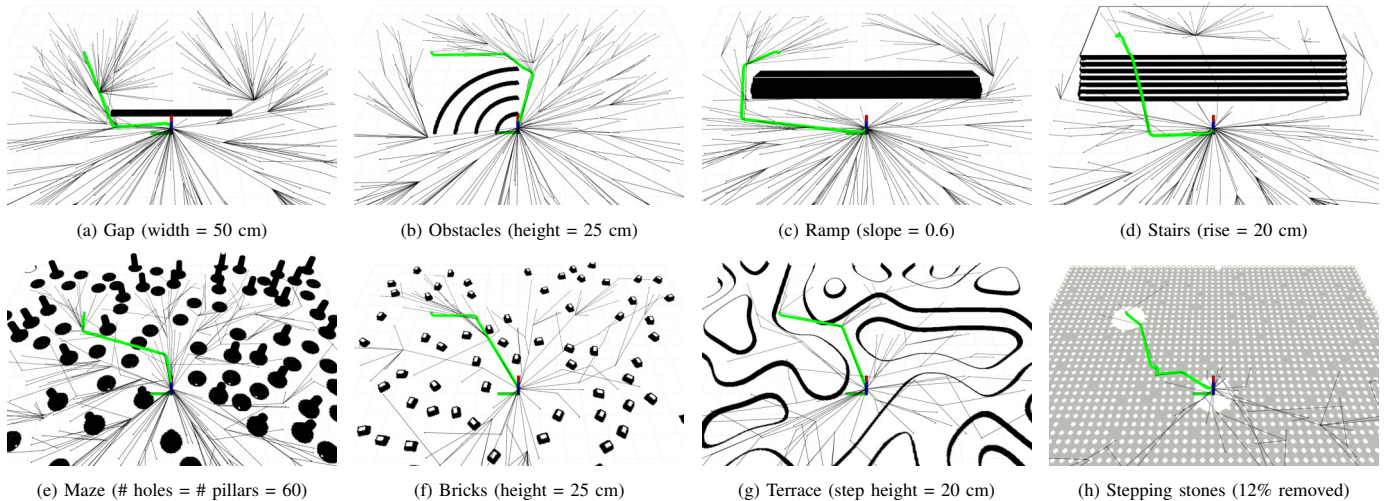 (a) Gap (width = 50 cm)
(b) Obstacles (height = 25 cm)
(c) Ramp (slope = 0.6)
(d) Stairs (rise = 20 cm)
(e) Maze (# holes = # pillars = 60)
(f) Bricks (height = 25 cm)
(g) Terrace (step height = 20 cm)
(h) Stepping stones (12% removed)